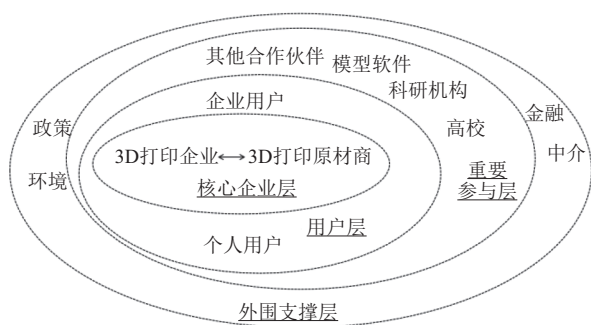 其他合作伙伴
模型软件
科研机构
企业用户
金融
政策
高校
中介
3D打印企业↔3D打印原材商
环境
核心企业层
重要
参与层
用户层
个人用户
外围支撑层